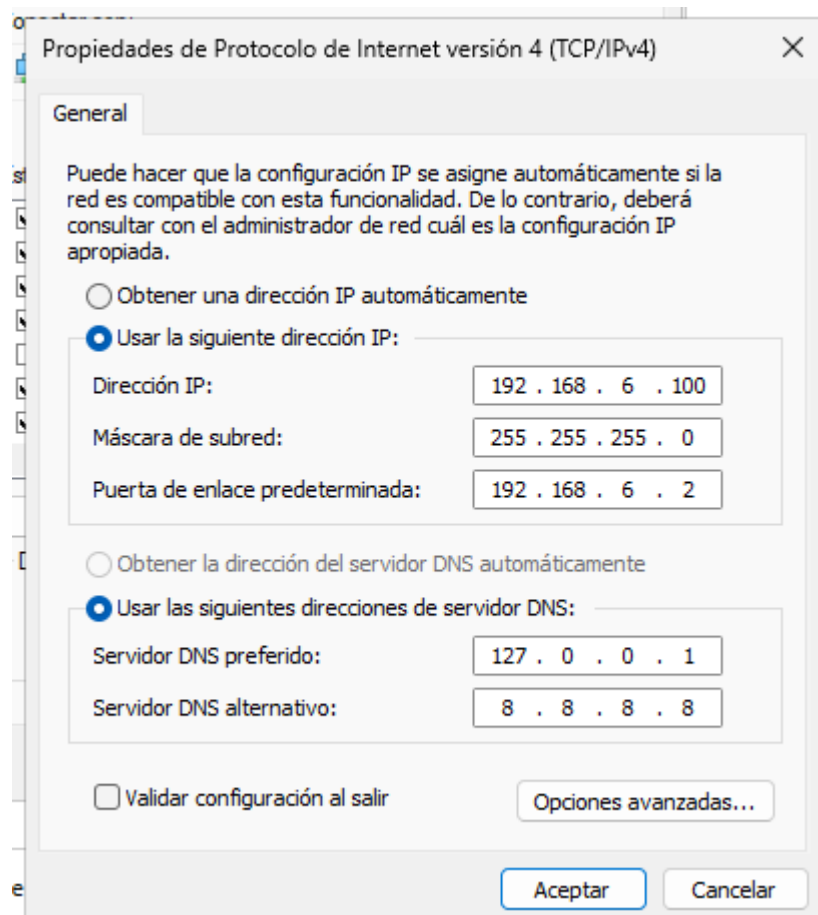 Propiedades de Protocolo de Internet versión 4 (TCP/IPv4)
General
Puede hacer que la configuración IP se asigne automáticamente si la
red es compatible con esta funcionalidad. De lo contrario, deberá
consultar con el administrador de red cuál es la configuración IP
apropiada.
Obtener una dirección IP automáticamente
Usar la siguiente dirección IP:
Dirección IP: 192 . 168 . 6 . 100
Máscara de subred: 255 . 255 . 255 . 0
Puerta de enlace predeterminada: 192 . 168 . 6 . 2
Obtener la dirección del servidor DNS automáticamente
Usar las siguientes direcciones de servidor DNS:
Servidor DNS preferido: 127 . 0 . 0 . 1
Servidor DNS alternativo: 8 . 8 . 8 . 8
Validar configuración al salir
Opciones avanzadas...
Aceptar Cancelar